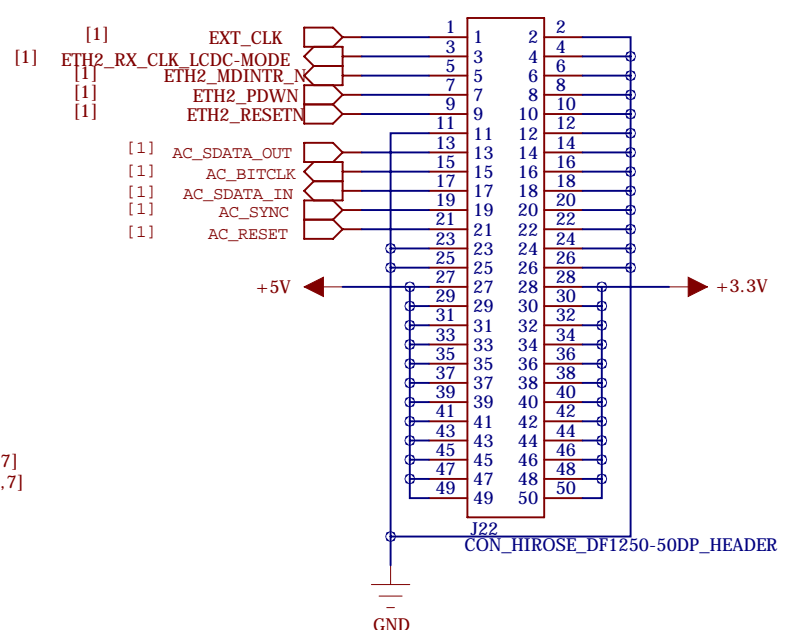 [1] EXT_CLK 1 1 2 2
[1] ETH2_RX_CLK_LCDC-MODE 3 3 4 4
[1] ETH2_MDINTR_N 5 5 6 6
[1] ETH2_PDWN 7 7 8 8
[1] ETH2_RESETN 9 9 10 10
11 11 12 12
[1] AC_SDATA_OUT 13 13 14 14
[1] AC_BITCLK 15 15 16 16
[1] AC_SDATA_IN 17 17 18 18
[1] AC_SYNC 19 19 20 20
[1] AC_RESET 21 21 22 22
23 23 24 24
25 25 26 26
+5V 27 27 28 28 +3.3V
29 29 30 30
31 31 32 32
33 33 34 34
35 35 36 36
37 37 38 38
39 39 40 40
41 41 42 42
43 43 44 44
7] 45 45 46 46
,7] 47 47 48 48
49 49 50 50
J22
CON_HIROSE_DF1250-50DP_HEADER
GND